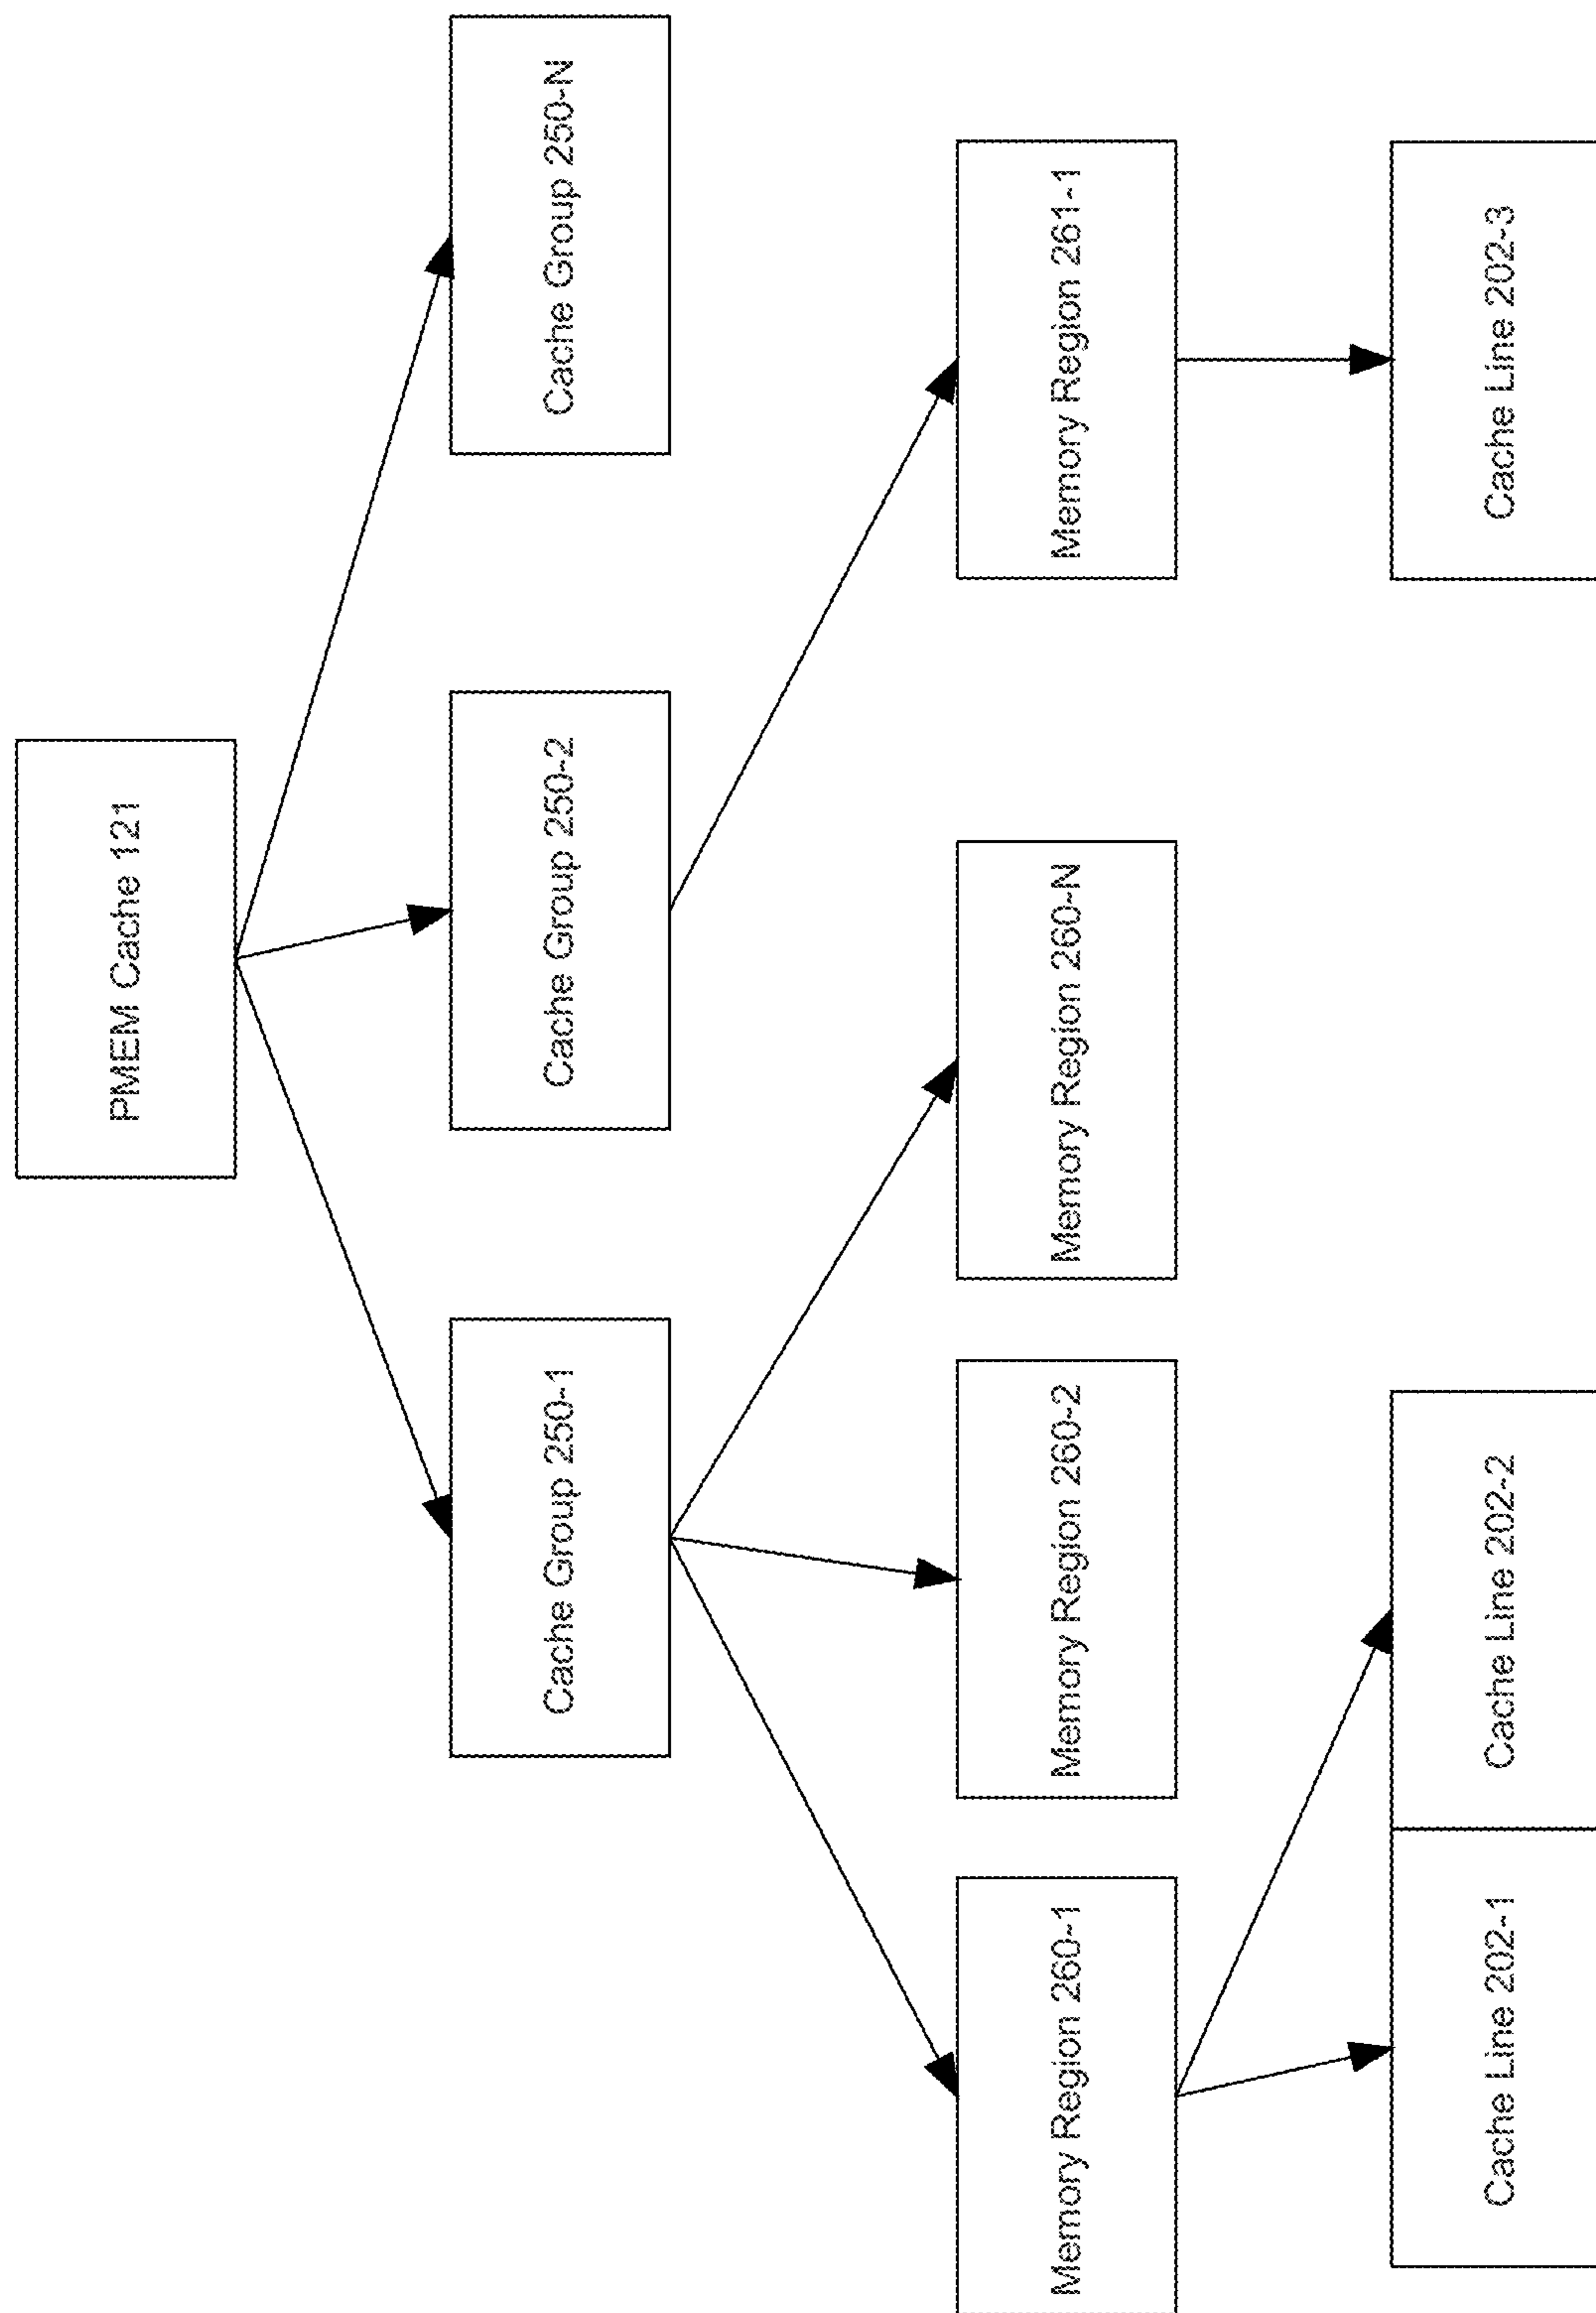 PMEM Cache 121
Cache Group 250-1
Cache Group 250-2
Cache Group 250-N
Memory Region 260-1
Memory Region 260-2
Memory Region 260-N
Memory Region 261-1
Cache Line 202-1
Cache Line 202-2
Cache Line 202-3